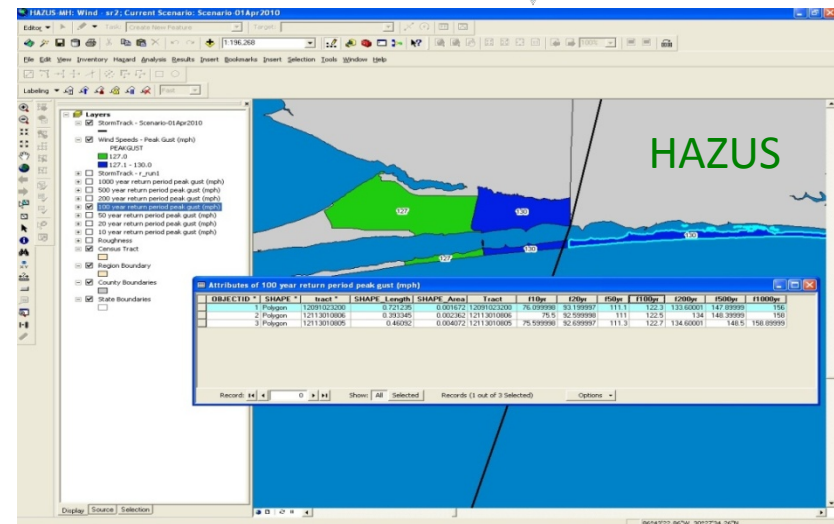 HAZUS-MH: Wind - sr2; Current Scenario: Scenario-01Apr2010
Editor Task: Create New Feature Target:
1:196,268 100%
File Edit View Inventory Hazard Analysis Results Insert Bookmarks Insert Selection Tools Window Help
Labeling Fast
Layers
StormTrack - Scenario-01Apr2010
Wind Speeds - Peak Gust (mph)
PEAKGUST
127.0
127.1 - 130.0
StormTrack - r_run1
1000 year return period peak gust (mph)
500 year return period peak gust (mph)
200 year return period peak gust (mph)
100 year return period peak gust (mph)
50 year return period peak gust (mph)
20 year return period peak gust (mph)
10 year return period peak gust (mph)
Roughness
Census Tract
Region Boundary
County Boundaries
State Boundaries
HAZUS
127
130
130
130
127
Attributes of 100 year return period peak gust (mph)
OBJECTID * SHAPE * tract * SHAPE_Length SHAPE_Area Tract f10yr f20yr f50yr f100yr f200yr f500yr f1000yr
1 Polygon 12091023200 0.721235 0.001672 12091023200 76.099998 93.199997 111.1 122.3 133.60001 147.89999 156
2 Polygon 12113010806 0.393345 0.002362 12113010806 75.5 92.599998 111 122.5 134 148.39999 158
3 Polygon 12113010805 0.46092 0.004072 12113010805 75.599998 92.699997 111.3 122.7 134.60001 148.5 158.89999
Record: 0 Show: All Selected Records (1 out of 3 Selected) Options
Display Source Selection